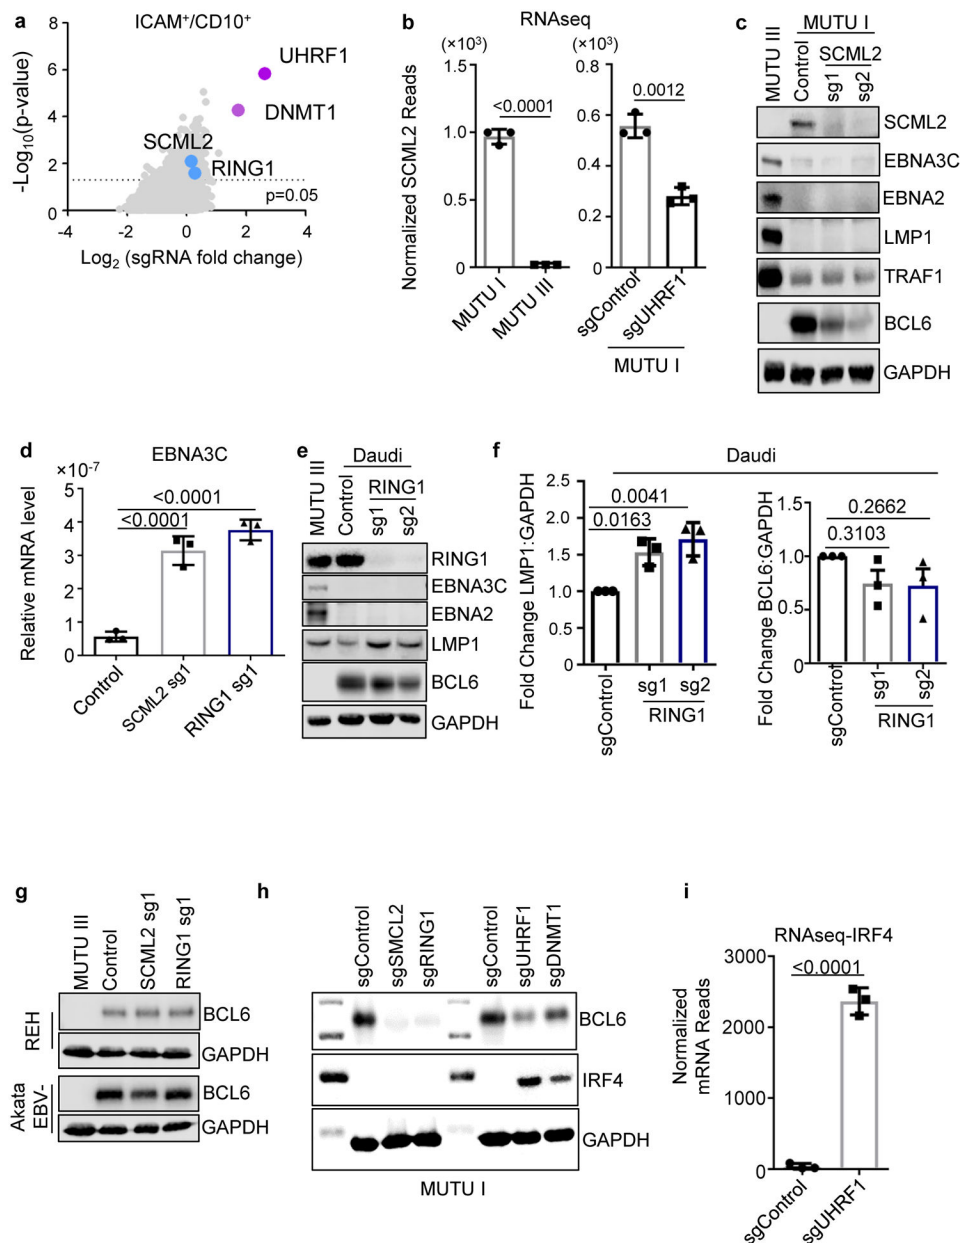 a
ICAM⁺/CD10⁺
8
6
4
2
0
-Log₁₀(p-value)
UHRF1
DNMT1
SCML2
RING1
p=0.05
-4 -2 0 2 4
Log₂ (sgRNA fold change)
b
RNAseq
(×10³) (×10³)
Normalized SCML2 Reads
1.5
1.0
0.5
0
<0.0001
MUTU I
MUTU III
0.8
0.6
0.4
0.2
0
0.0012
sgControl
sgUHRF1
MUTU I
c
MUTU I
SCML2
MUTU III
Control
sg1
sg2
SCML2
EBNA3C
EBNA2
LMP1
TRAF1
BCL6
GAPDH
d
EBNA3C
×10⁻⁷
Relative mNRA level
5
4
3
2
1
0
<0.0001
<0.0001
Control
SCML2 sg1
RING1 sg1
e
Daudi
RING1
MUTU III
Control
sg1
sg2
RING1
EBNA3C
EBNA2
LMP1
BCL6
GAPDH
f
Daudi
Fold Change LMP1:GAPDH
2.5
2.0
1.5
1.0
0.5
0
0.0041
0.0163
sgControl
sg1 sg2
RING1
Fold Change BCL6:GAPDH
1.5
1.0
0.5
0
0.2662
0.3103
sgControl
sg1
sg2
RING1
g
MUTU III
Control
SCML2 sg1
RING1 sg1
REH
BCL6
GAPDH
Akata
EBV-
BCL6
GAPDH
h
sgControl
sgSMCL2
sgRING1
sgControl
sgUHRF1
sgDNMT1
BCL6
IRF4
GAPDH
MUTU I
i
RNAseq-IRF4
Normalized
mRNA Reads
3000
2000
1000
0
<0.0001
sgControl
sgUHRF1